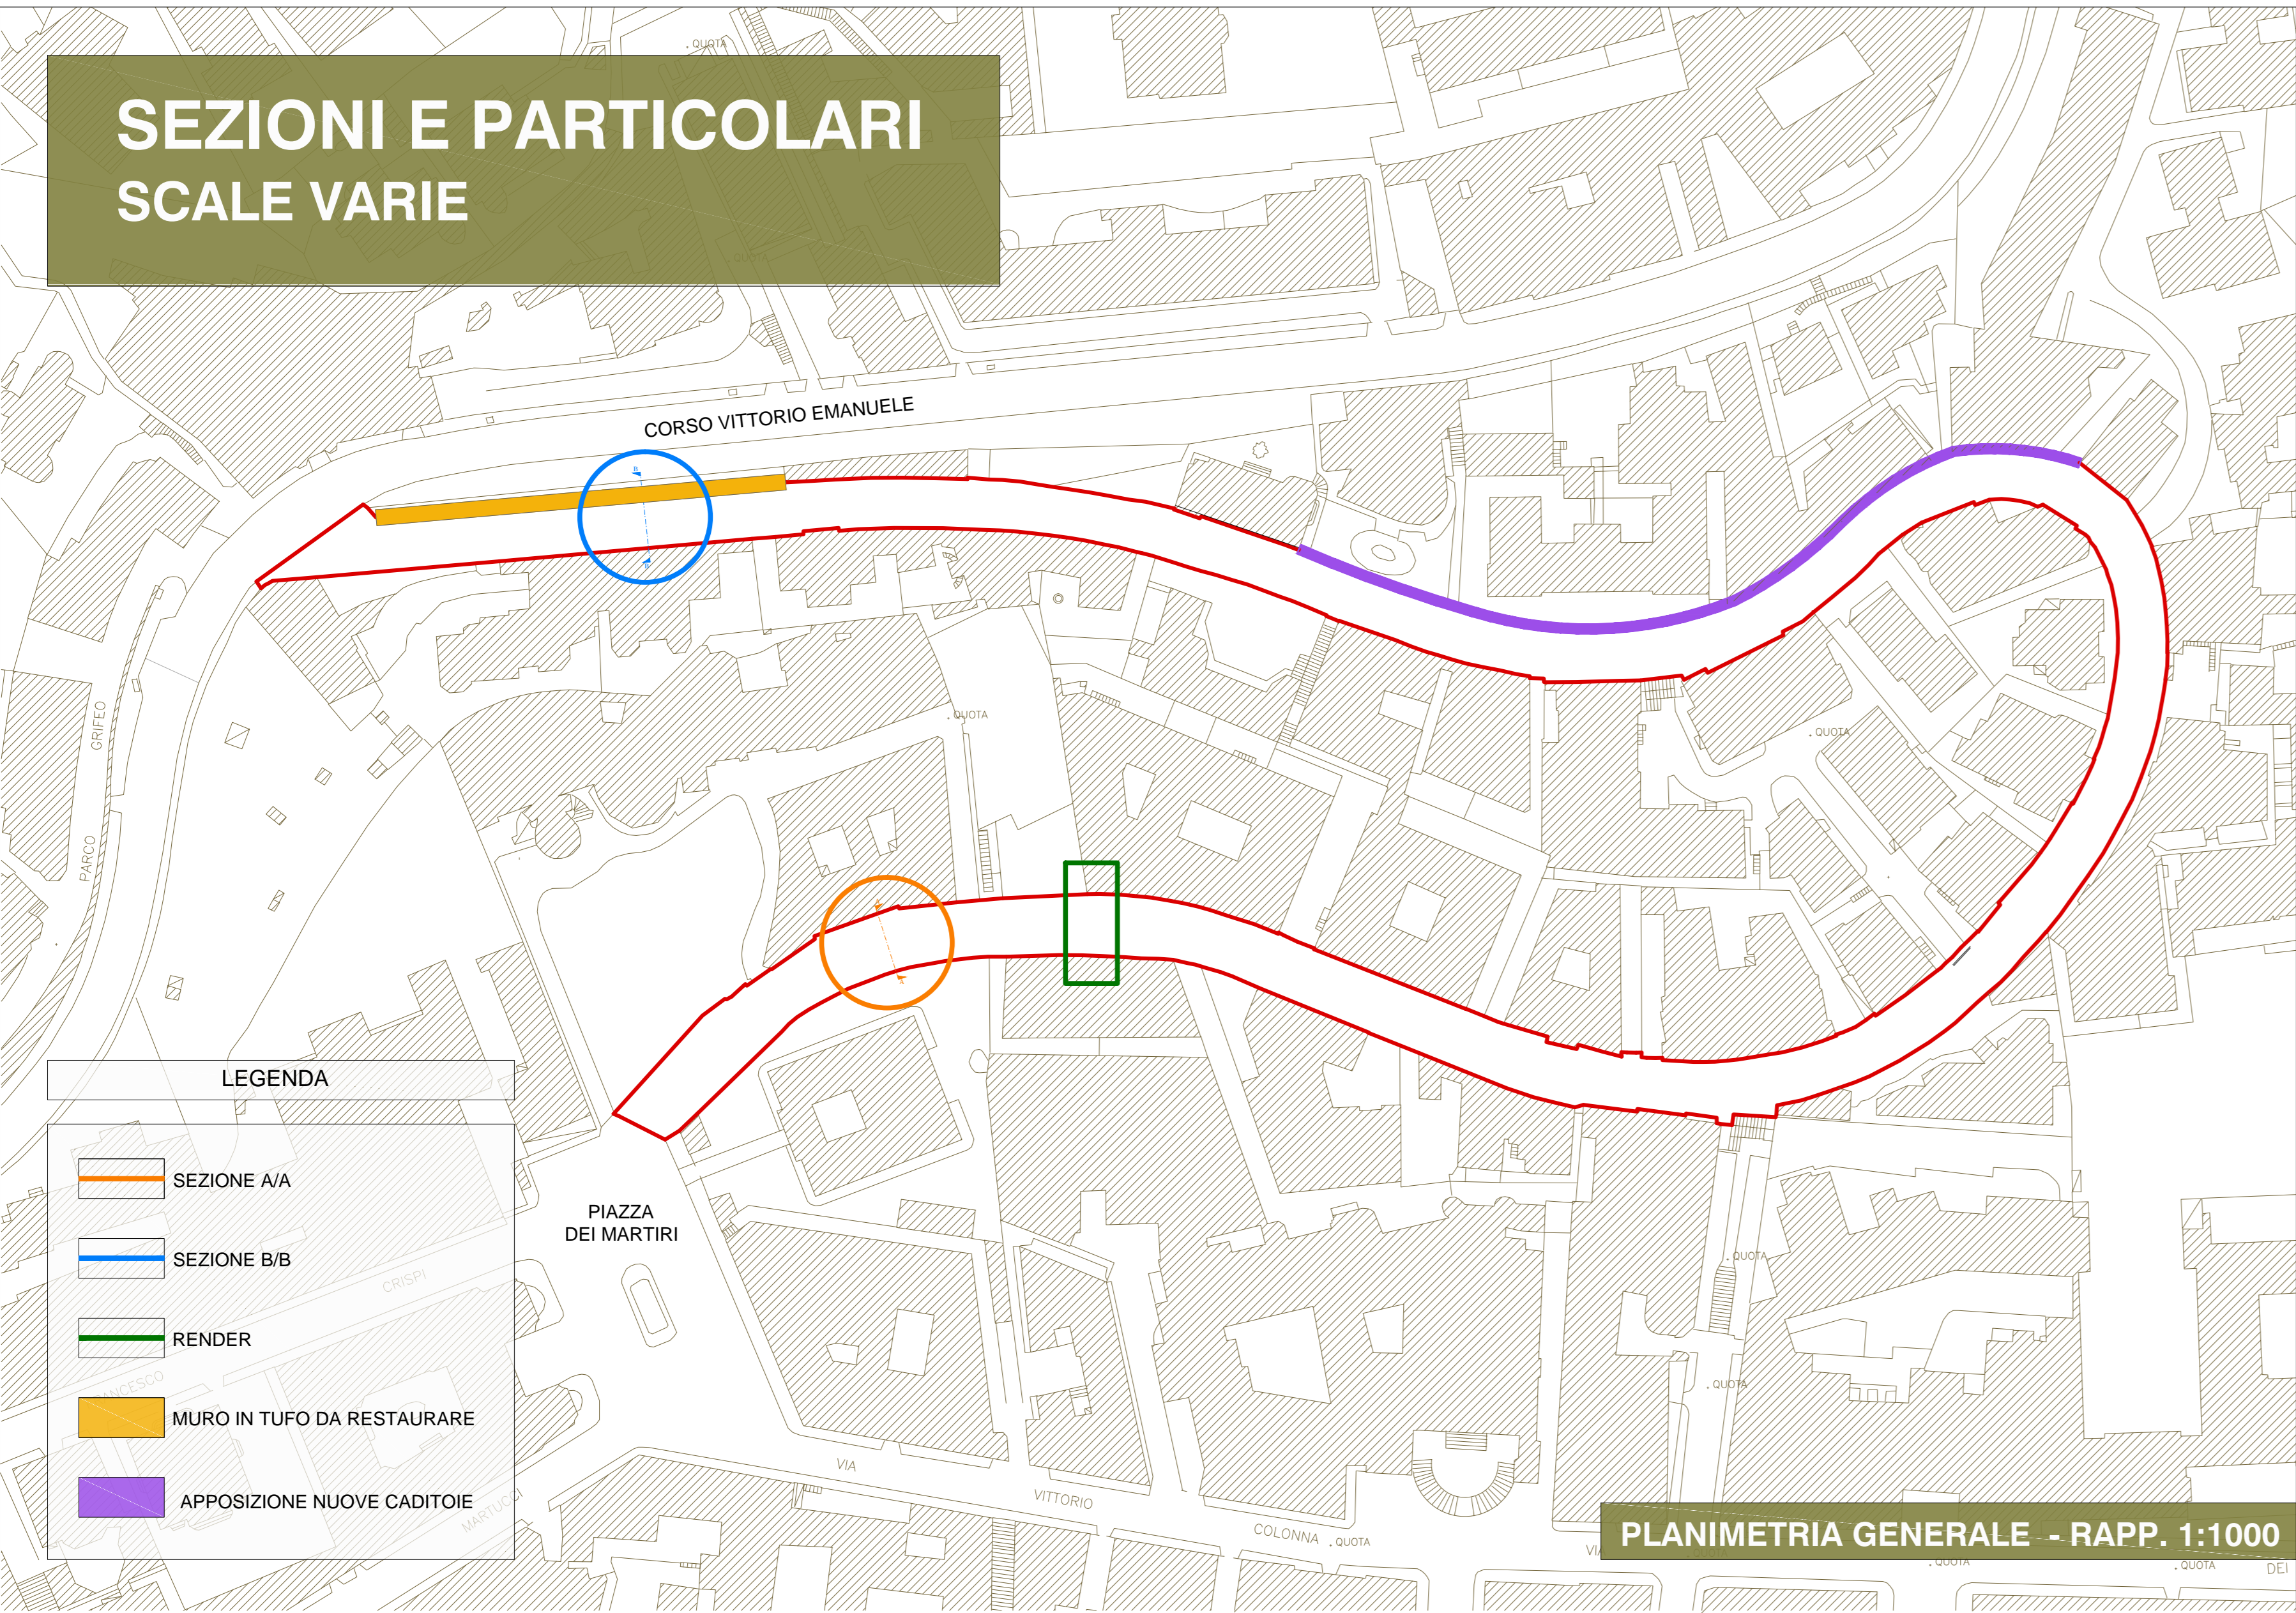 QUOTA
SEZIONI E PARTICOLARI
SCALE VARIE
QUOTA
CORSO VITTORIO EMANUELE
B
B
PARCO GRIFEO
QUOTA
QUOTA
A
A
LEGENDA
SEZIONE A/A
SEZIONE B/B
RENDER
MURO IN TUFO DA RESTAURARE
APPOSIZIONE NUOVE CADITOIE
CRISPI
MARTUCCI
PIAZZA
DEI MARTIRI
QUOTA
QUOTA
VIA VITTORIO COLONNA
QUOTA
PLANIMETRIA GENERALE - RAPP. 1:1000
QUOTA
QUOTA
DEI